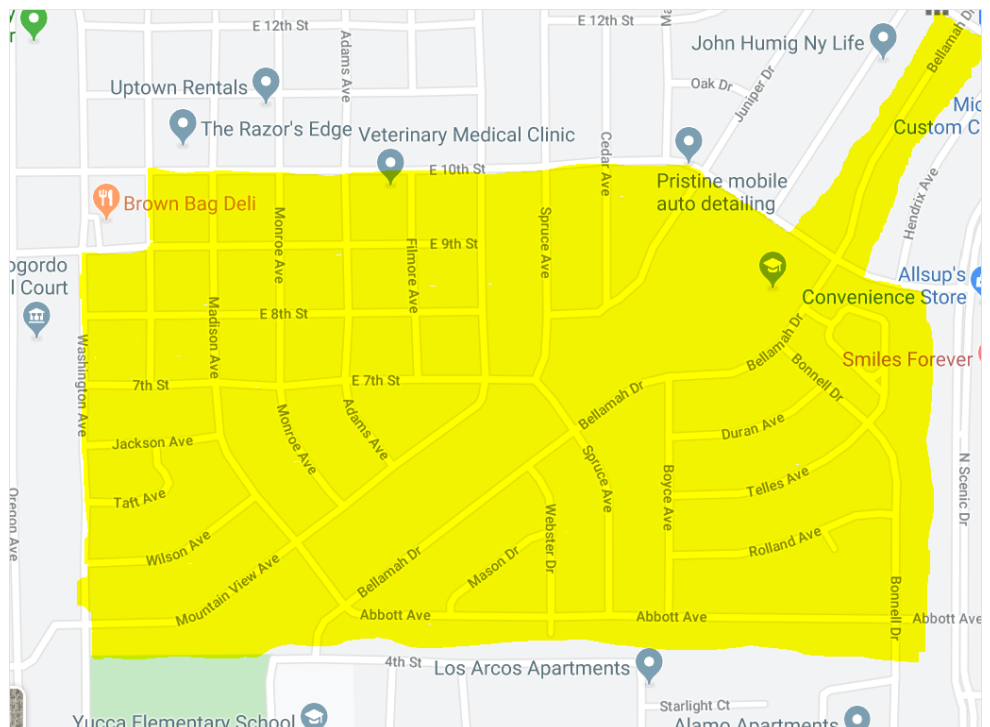 E 12th St
E 12th St
Bellamah Dr
John Humig Ny Life
Adams Ave
Oak Dr
Juniper Dr
Uptown Rentals
The Razor's Edge
Veterinary Medical Clinic
Mic
Custom C
Cedar Ave
E 10th St
Pristine mobile
auto detailing
Hendrix Ave
Brown Bag Deli
Monroe Ave
Filmore Ave
Spruce Ave
E 9th St
ogordo
l Court
Allsup's
Convenience Store
Madison Ave
E 8th St
Washington Ave
Bellamah Dr
Smiles Forever
7th St
E 7th St
Bonnell Dr
Bellamah Dr
Monroe Ave
Adams Ave
Duran Ave
Jackson Ave
Spruce Ave
Boyce Ave
Telles Ave
N Scenic Dr
Oregon Ave
Taft Ave
Webster Dr
Wilson Ave
Rolland Ave
Mountain View Ave
Bellamah Dr
Mason Dr
Bonnell Dr
Abbott Ave
Abbott Ave
Abbott Ave
4th St
Los Arcos Apartments
Starlight Ct
Yucca Elementary School
Alamo Apartments